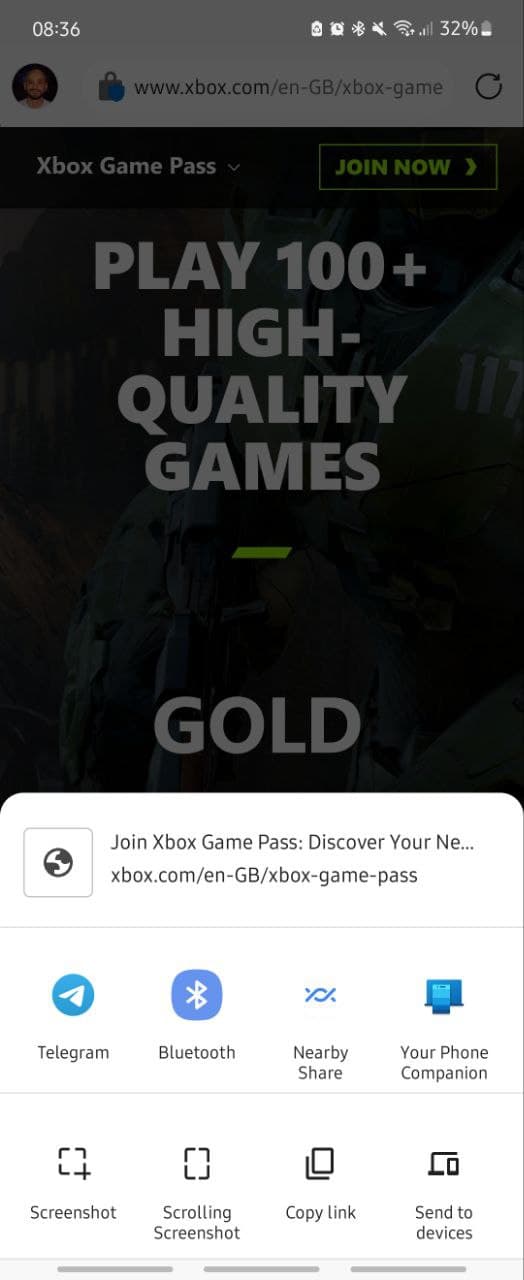 08:36
32%
www.xbox.com/en-GB/xbox-game
Xbox Game Pass
JOIN NOW ❯
PLAY 100+
HIGH-
QUALITY
GAMES
117
GOLD
Join Xbox Game Pass: Discover Your Ne...
xbox.com/en-GB/xbox-game-pass
Telegram
Bluetooth
Nearby
Share
Your Phone
Companion
Screenshot
Scrolling
Screenshot
Copy link
Send to
devices